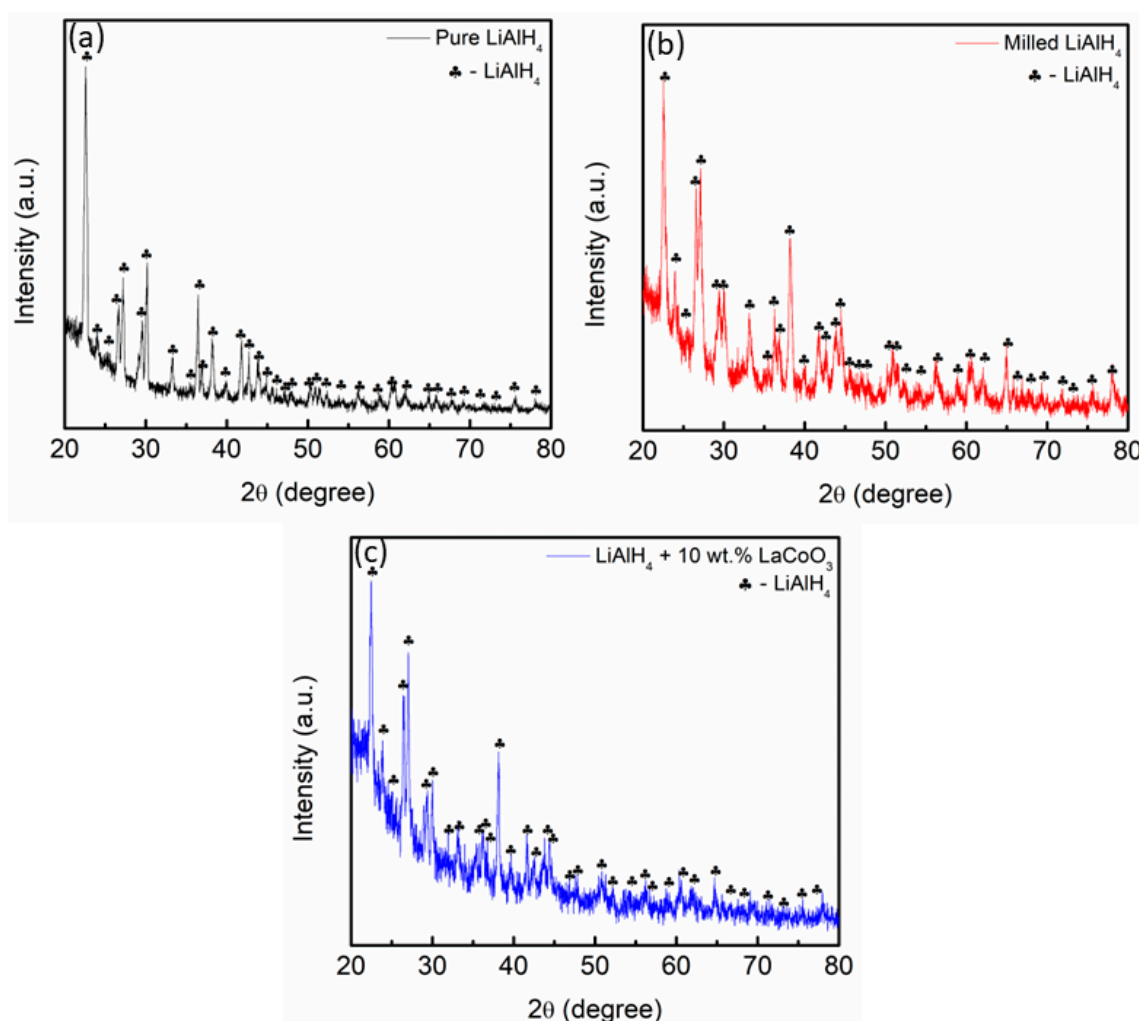 (a)
Pure LiAlH₄
♣ - LiAlH₄
Intensity (a.u.)
20 30 40 50 60 70 80
2θ (degree)
(b)
Milled LiAlH₄
♣ - LiAlH₄
Intensity (a.u.)
20 30 40 50 60 70 80
2θ (degree)
(c)
LiAlH₄ + 10 wt.% LaCoO₃
♣ - LiAlH₄
Intensity (a.u.)
20 30 40 50 60 70 80
2θ (degree)